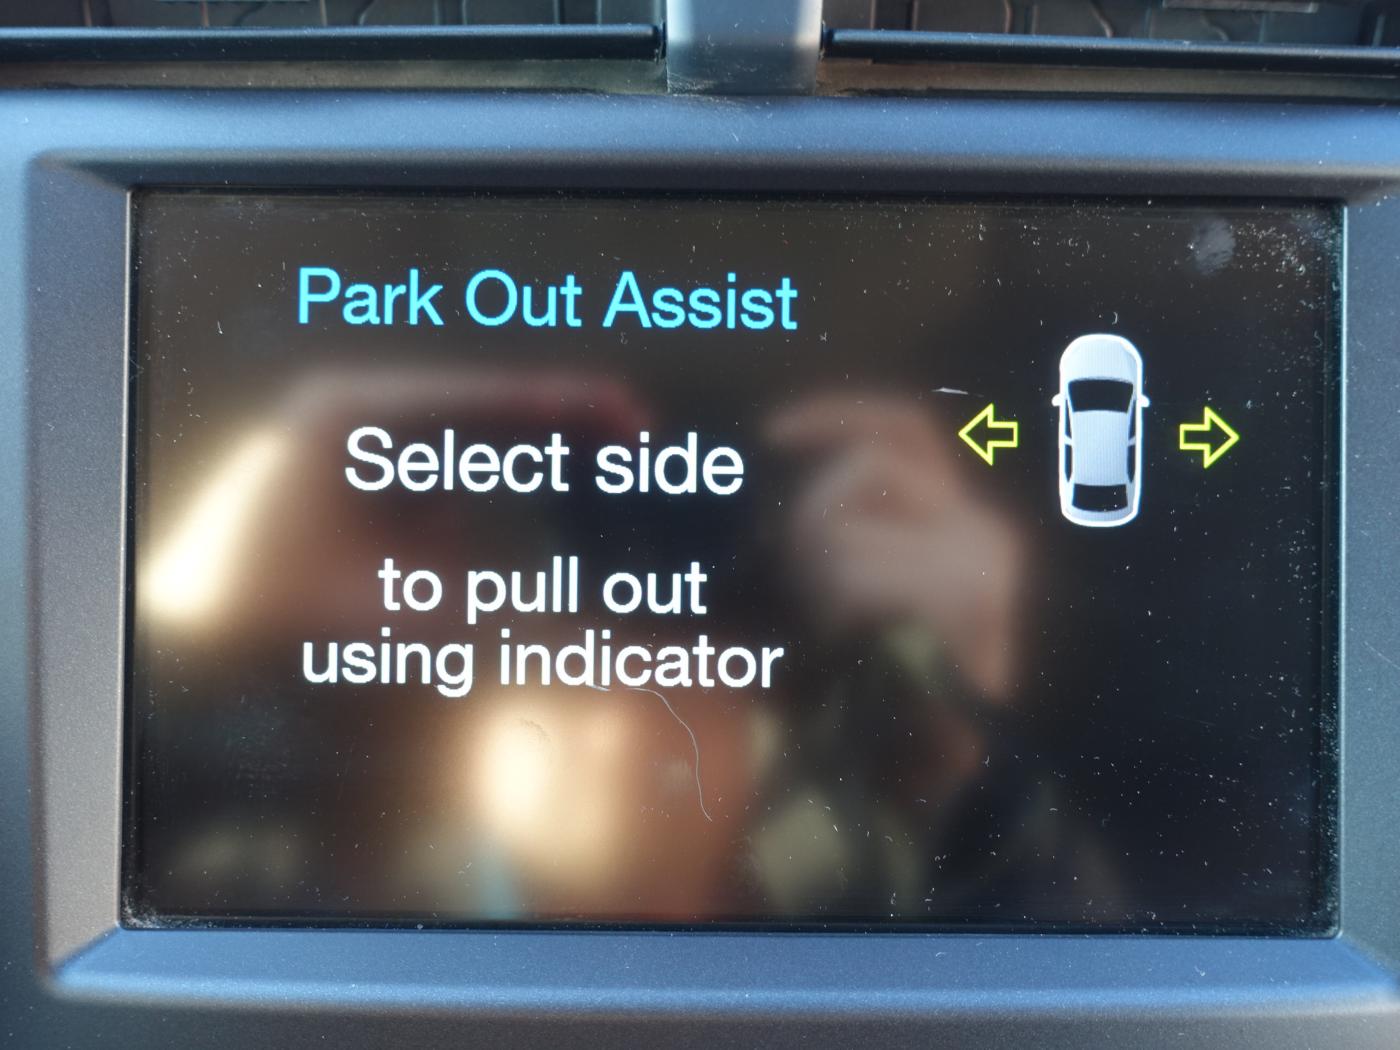 Park Out Assist
Select side
to pull out
using indicator